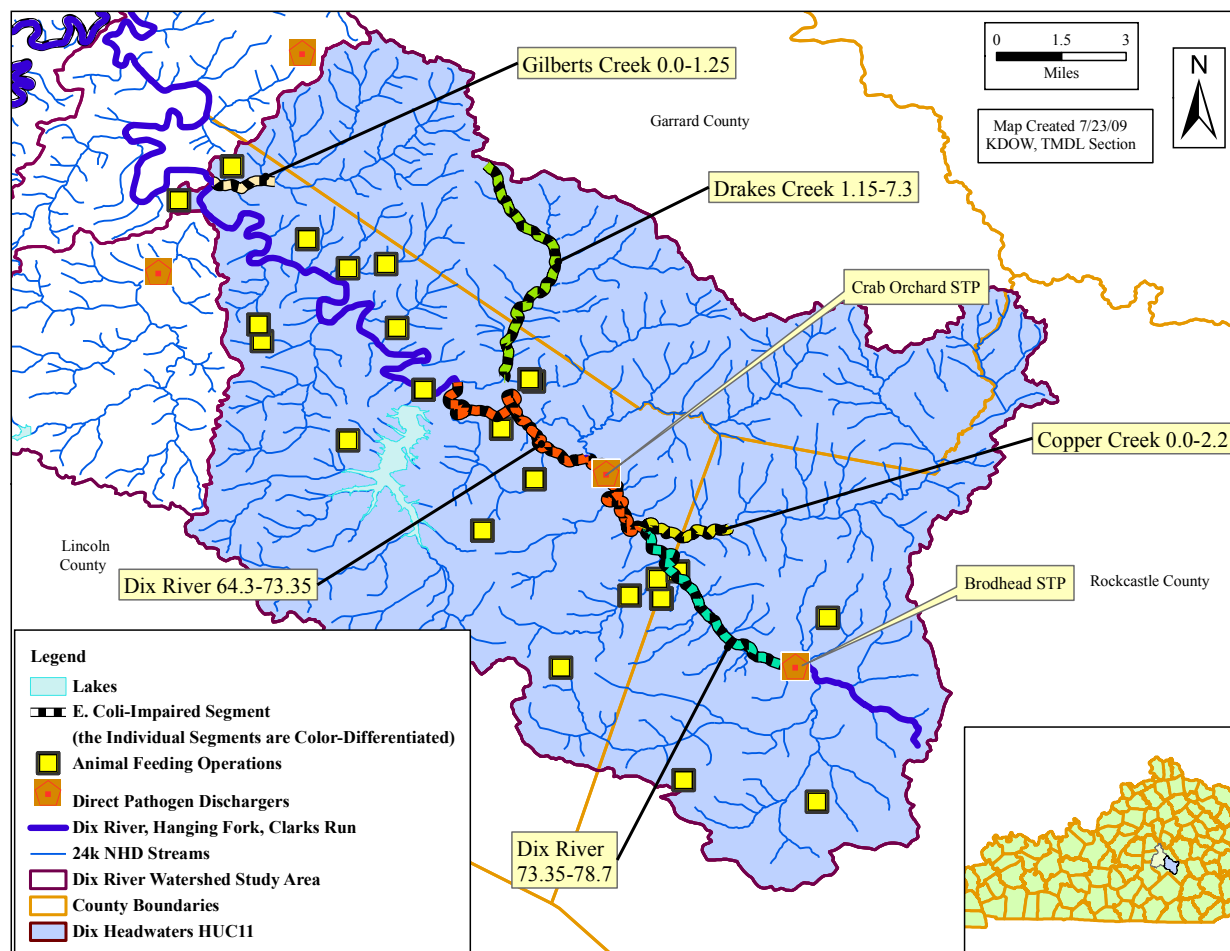 Gilberts Creek 0.0-1.25
0 1.5 3
Miles
N
Map Created 7/23/09
KDOW, TMDL Section
Garrard County
Drakes Creek 1.15-7.3
Crab Orchard STP
Copper Creek 0.0-2.2
Lincoln
County
Dix River 64.3-73.35
Brodhead STP
Rockcastle County
Dix River
73.35-78.7
Legend
Lakes
E. Coli-Impaired Segment
(the Individual Segments are Color-Differentiated)
Animal Feeding Operations
Direct Pathogen Dischargers
Dix River, Hanging Fork, Clarks Run
24k NHD Streams
Dix River Watershed Study Area
County Boundaries
Dix Headwaters HUC11